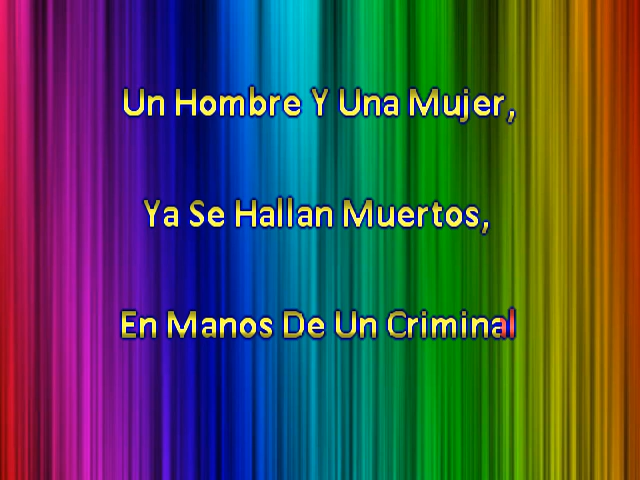 Un Hombre Y Una Mujer,
Ya Se Hallan Muertos,
En Manos De Un Criminal